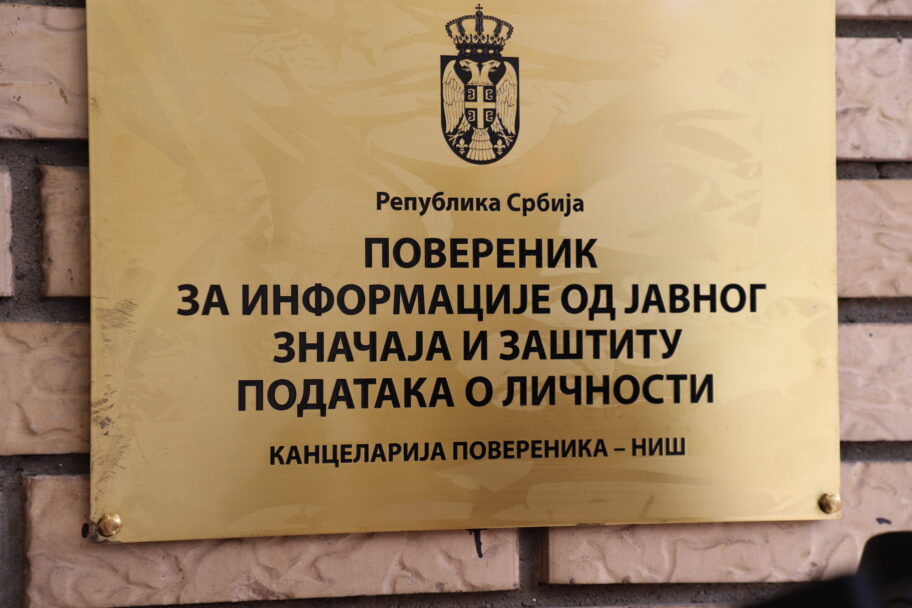 Република Србија
ПОВЕРЕНИК
ЗА ИНФОРМАЦИЈЕ ОД ЈАВНОГ
ЗНАЧАЈА И ЗАШТИТУ
ПОДАТАКА О ЛИЧНОСТИ
КАНЦЕЛАРИЈА ПОВЕРЕНИКА – НИШ